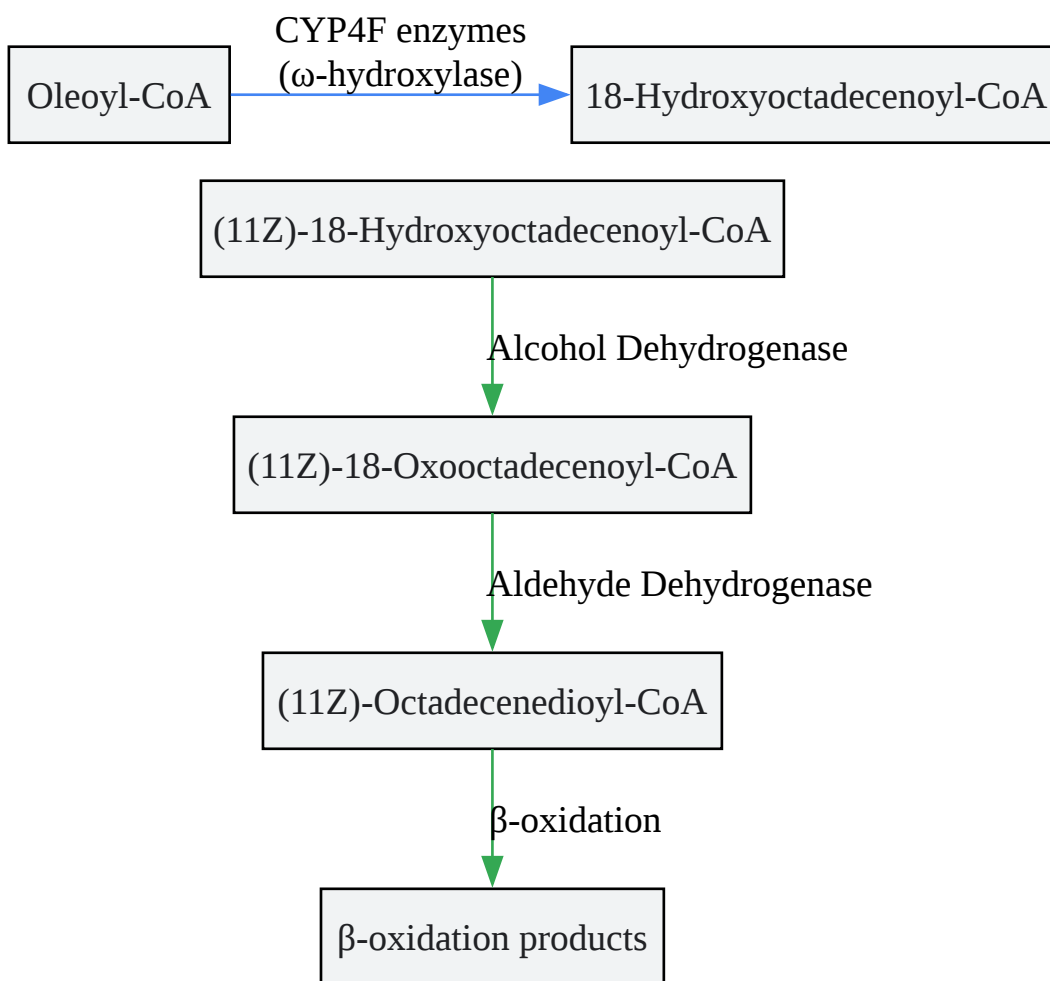 CYP4F enzymes
(ω-hydroxylase)
Oleoyl-CoA
18-Hydroxyoctadecenoyl-CoA
(11Z)-18-Hydroxyoctadecenoyl-CoA
Alcohol Dehydrogenase
(11Z)-18-Oxooctadecenoyl-CoA
Aldehyde Dehydrogenase
(11Z)-Octadecenedioyl-CoA
β-oxidation
β-oxidation products